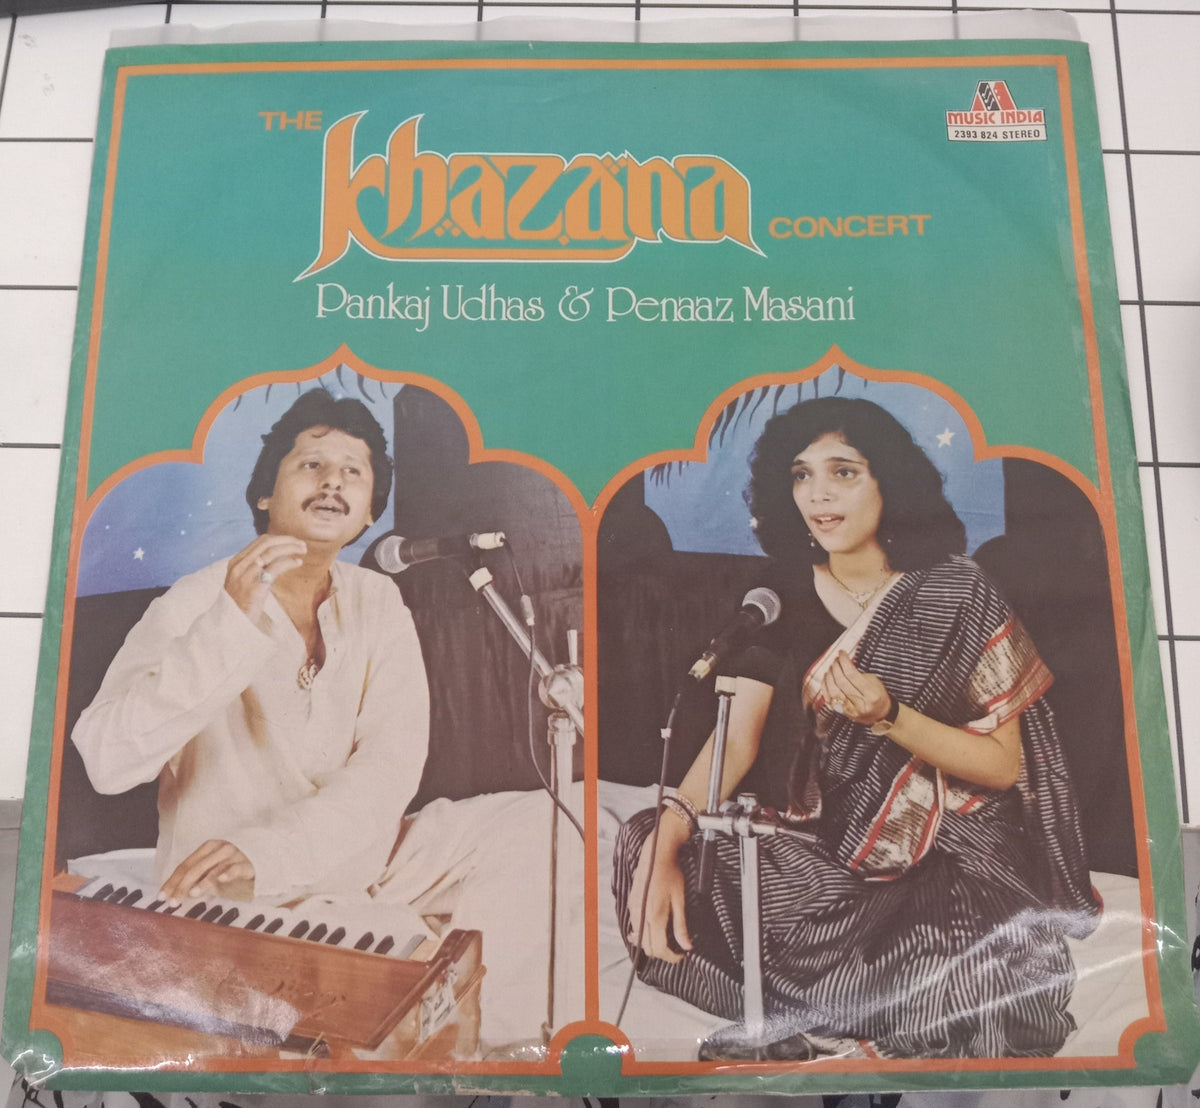 THE
Khazana
CONCERT
Pankaj Udhas & Penaaz Masani
MUSIC INDIA
2393 824 STEREO